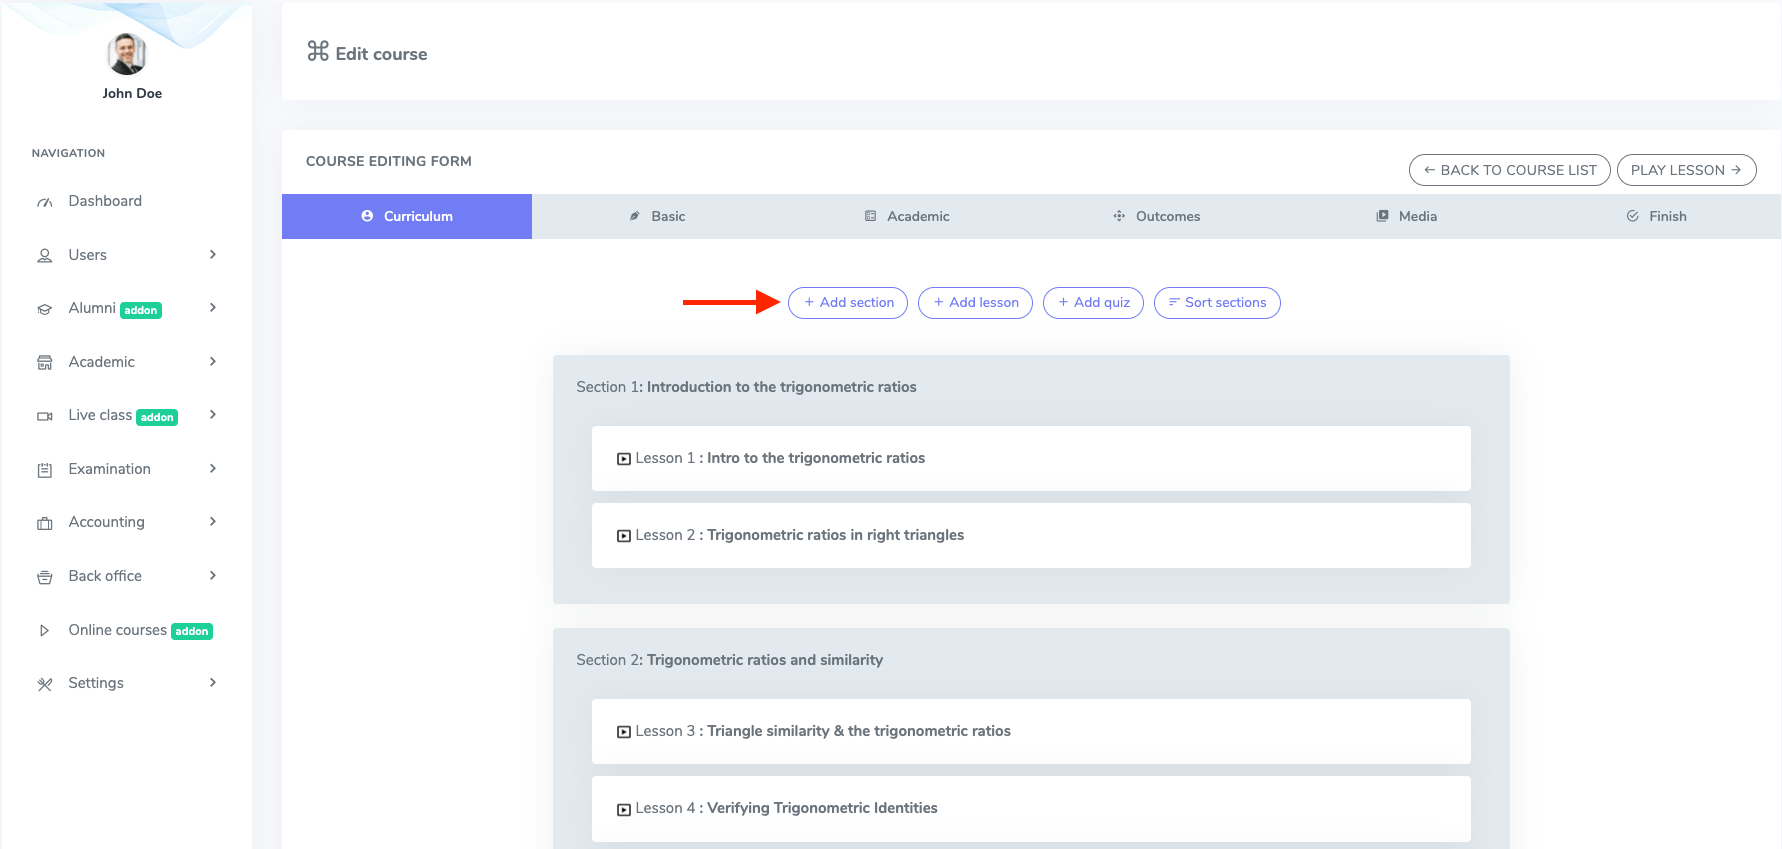 John Doe
NAVIGATION
Dashboard
Users
Alumni addon
Academic
Live class addon
Examination
Accounting
Back office
Online courses addon
Settings
Edit course
COURSE EDITING FORM
← BACK TO COURSE LIST
PLAY LESSON →
Curriculum
Basic
Academic
Outcomes
Media
Finish
+ Add section
+ Add lesson
+ Add quiz
Sort sections
Section 1: Introduction to the trigonometric ratios
Lesson 1 : Intro to the trigonometric ratios
Lesson 2 : Trigonometric ratios in right triangles
Section 2: Trigonometric ratios and similarity
Lesson 3 : Triangle similarity & the trigonometric ratios
Lesson 4 : Verifying Trigonometric Identities